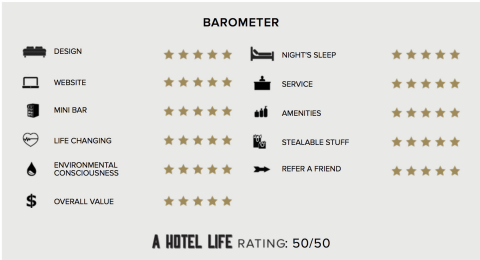 BAROMETER
DESIGN
WEBSITE
MINI BAR
LIFE CHANGING
ENVIRONMENTAL
CONSCIOUSNESS
$ OVERALL VALUE
NIGHT'S SLEEP
SERVICE
AMENITIES
STEALABLE STUFF
REFER A FRIEND
A HOTEL LIFE RATING: 50/50